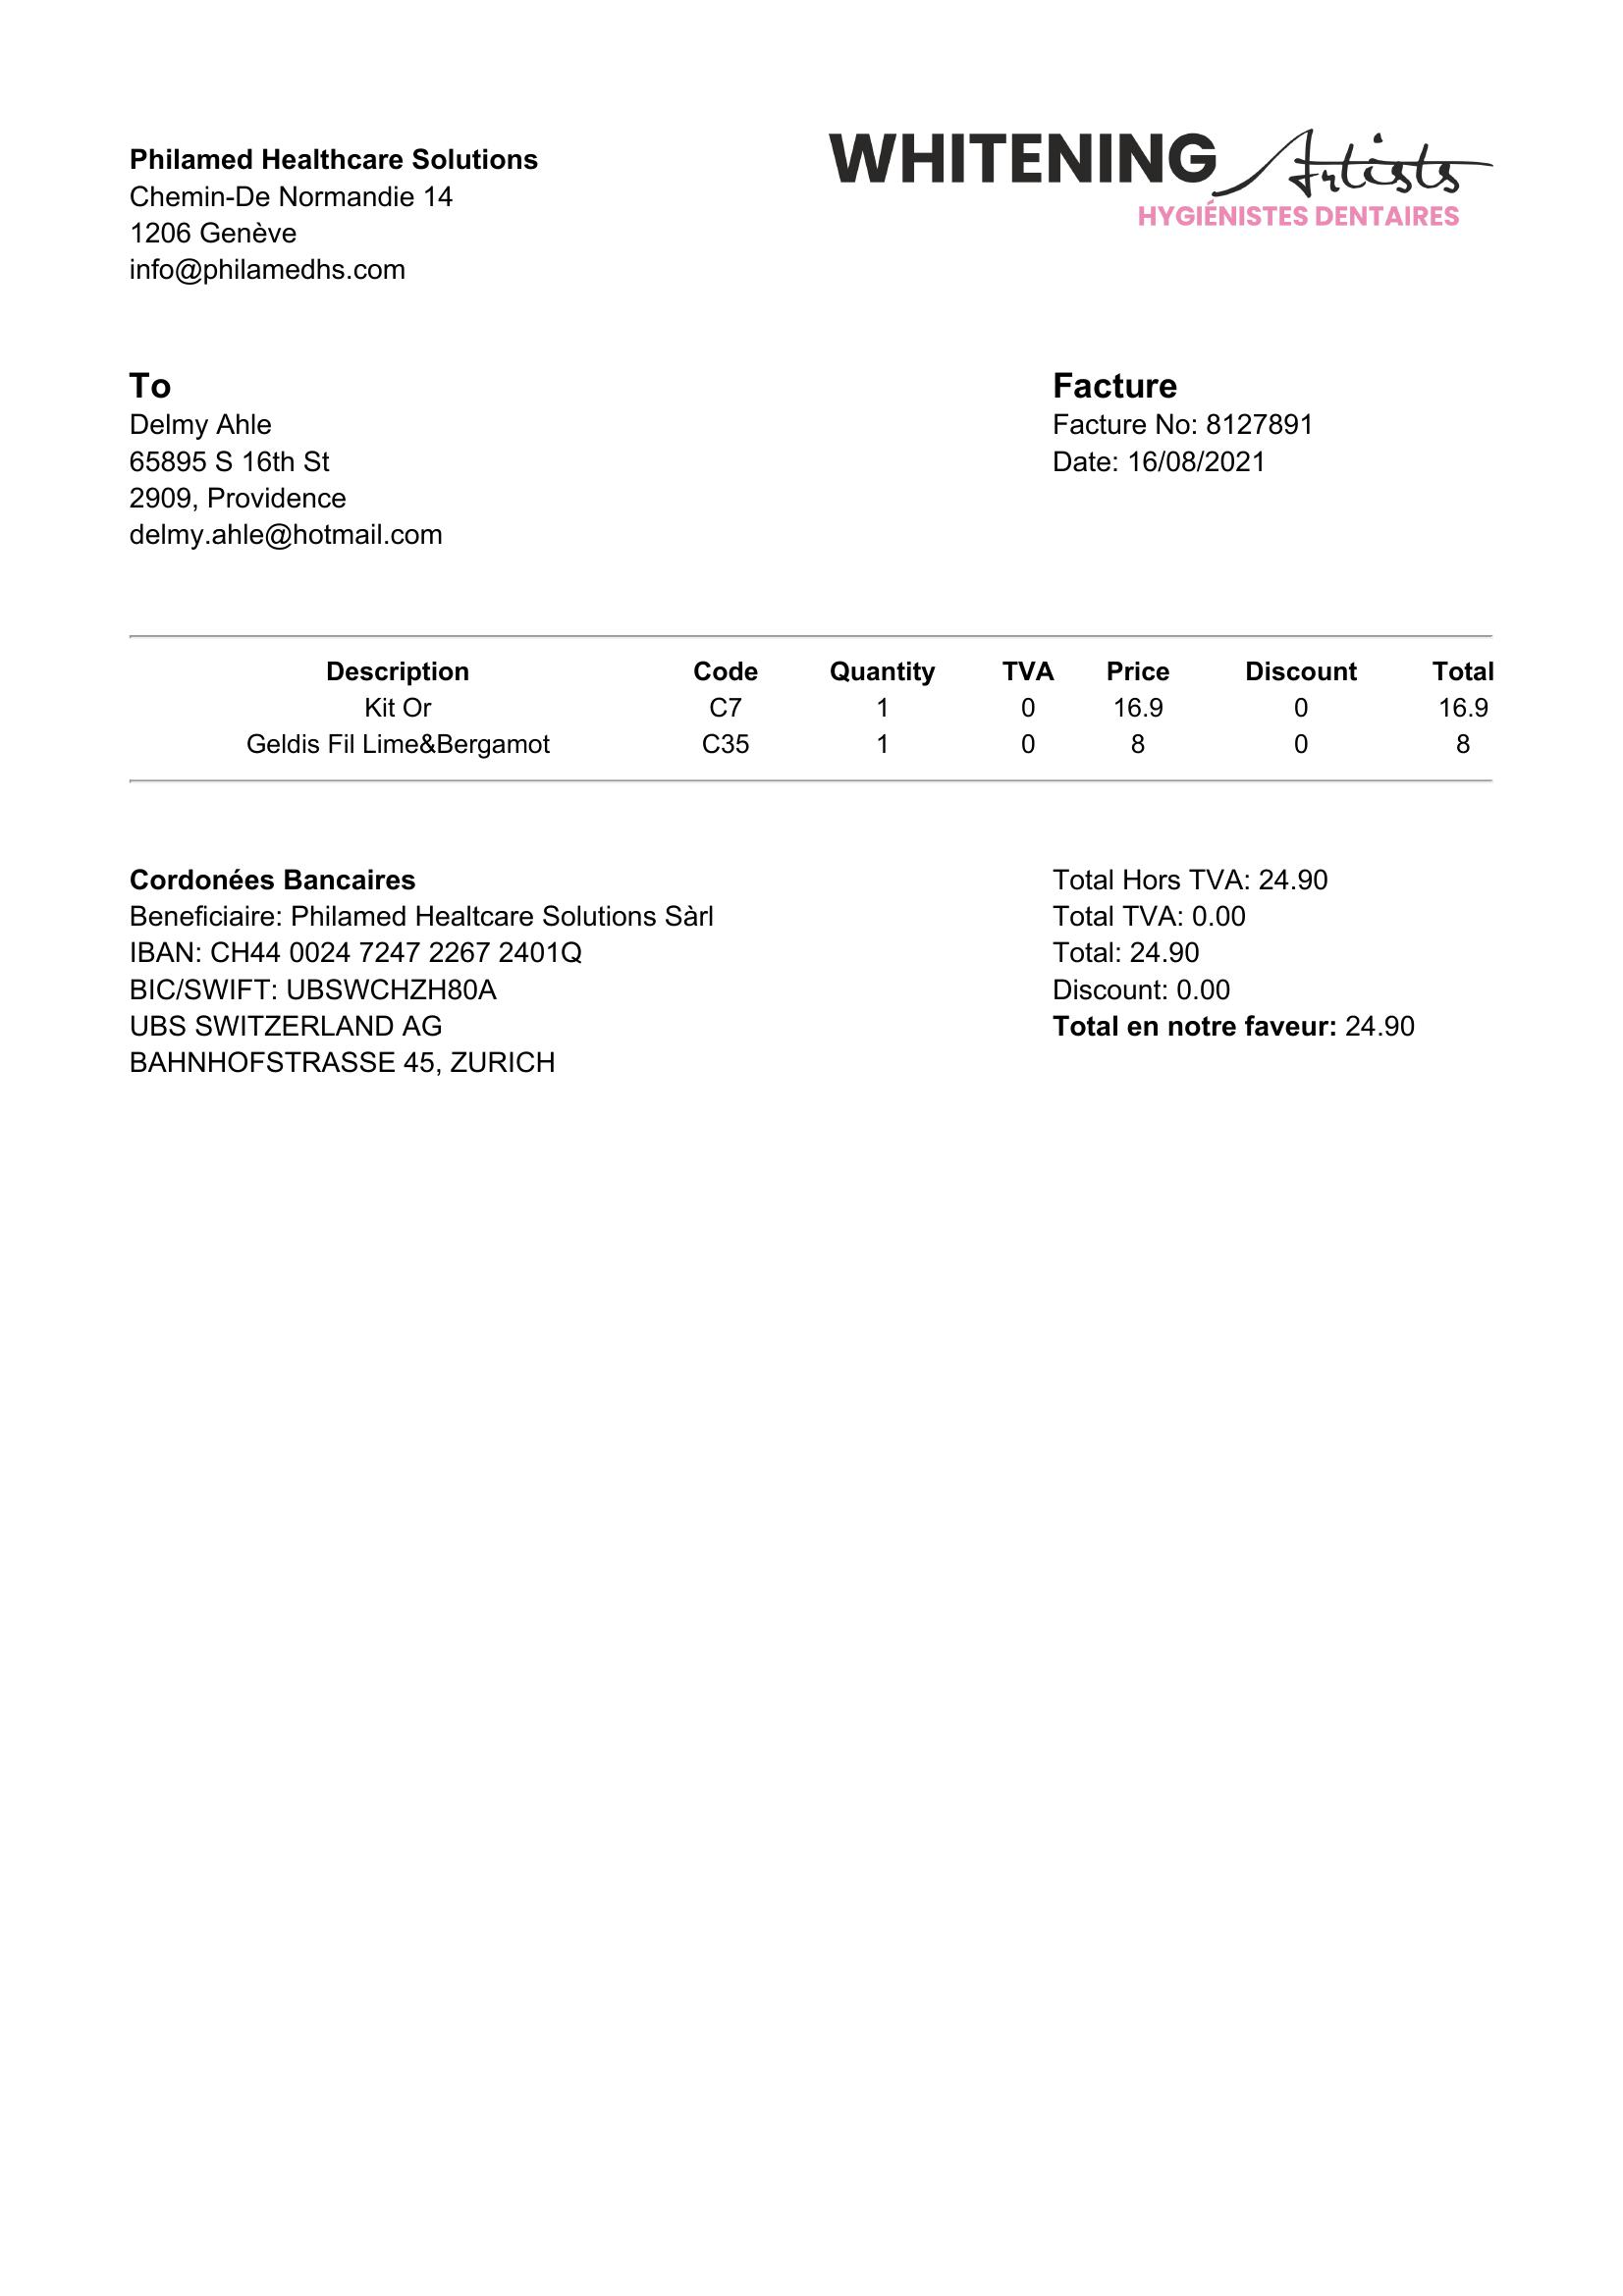 Philamed Healthcare Solutions
Chemin-De Normandie 14
1206 Genève
info@philamedhs.com
WHITENING Artists
HYGIÉNISTES DENTAIRES
To
Delmy Ahle
65895 S 16th St
2909, Providence
delmy.ahle@hotmail.com
Facture
Facture No: 8127891
Date: 16/08/2021
Description Code Quantity TVA Price Discount Total
Kit Or C7 1 0 16.9 0 16.9
Geldis Fil Lime&Bergamot C35 1 0 8 0 8
Cordonées Bancaires
Beneficiaire: Philamed Healtcare Solutions Sàrl
IBAN: CH44 0024 7247 2267 2401Q
BIC/SWIFT: UBSWCHZH80A
UBS SWITZERLAND AG
BAHNHOFSTRASSE 45, ZURICH
Total Hors TVA: 24.90
Total TVA: 0.00
Total: 24.90
Discount: 0.00
Total en notre faveur: 24.90